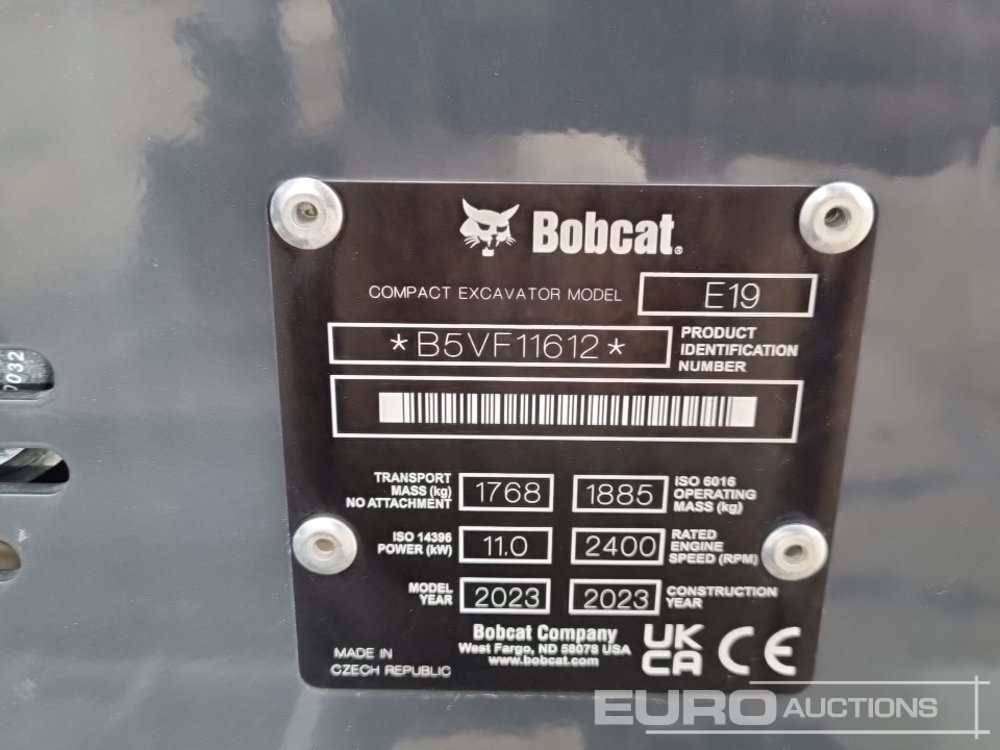 Bobcat®
COMPACT EXCAVATOR MODEL E19
*B5VF11612* PRODUCT IDENTIFICATION NUMBER
TRANSPORT MASS (kg) NO ATTACHMENT 1768
1885 ISO 6016 OPERATING MASS (kg)
ISO 14396 POWER (kW) 11.0
2400 RATED ENGINE SPEED (RPM)
MODEL YEAR 2023
2023 CONSTRUCTION YEAR
Bobcat Company
West Fargo, ND 58078 USA
www.bobcat.com
MADE IN
CZECH REPUBLIC
UK
CA
CE
EURO AUCTIONS